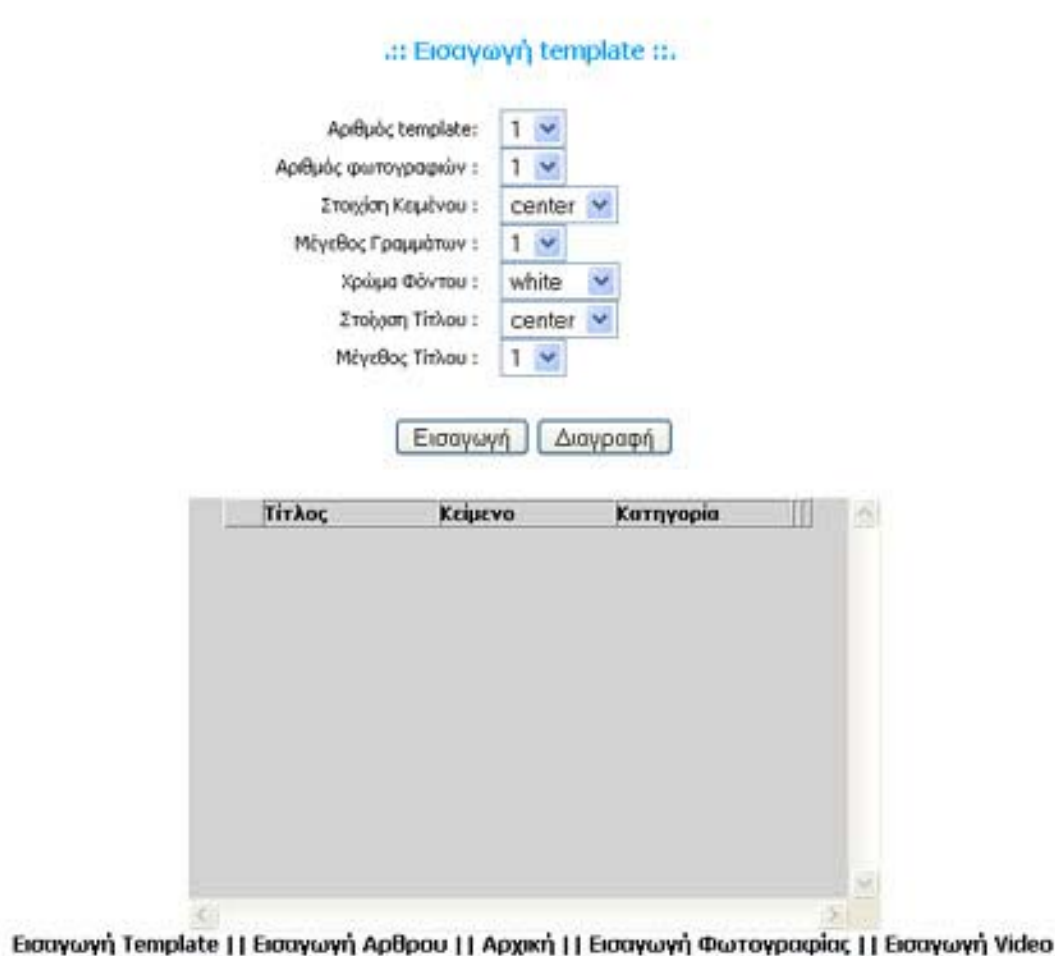 .:: Εισαγωγή template ::.
Αριθμός template: 1
Αριθμός φωτογραφιών : 1
Στοιχίση Κειμένου : center
Μέγεθος Γραμμάτων : 1
Χρώμα Φόντου : white
Στοίχιση Τίτλου : center
Μέγεθος Τίτλου : 1
Εισαγωγή Διαγραφή
Τίτλος Κείμενο Κατηγορία
Εισαγωγή Template || Εισαγωγή Αρθρου || Αρχική || Εισαγωγή Φωτογραφίας || Εισαγωγή Video